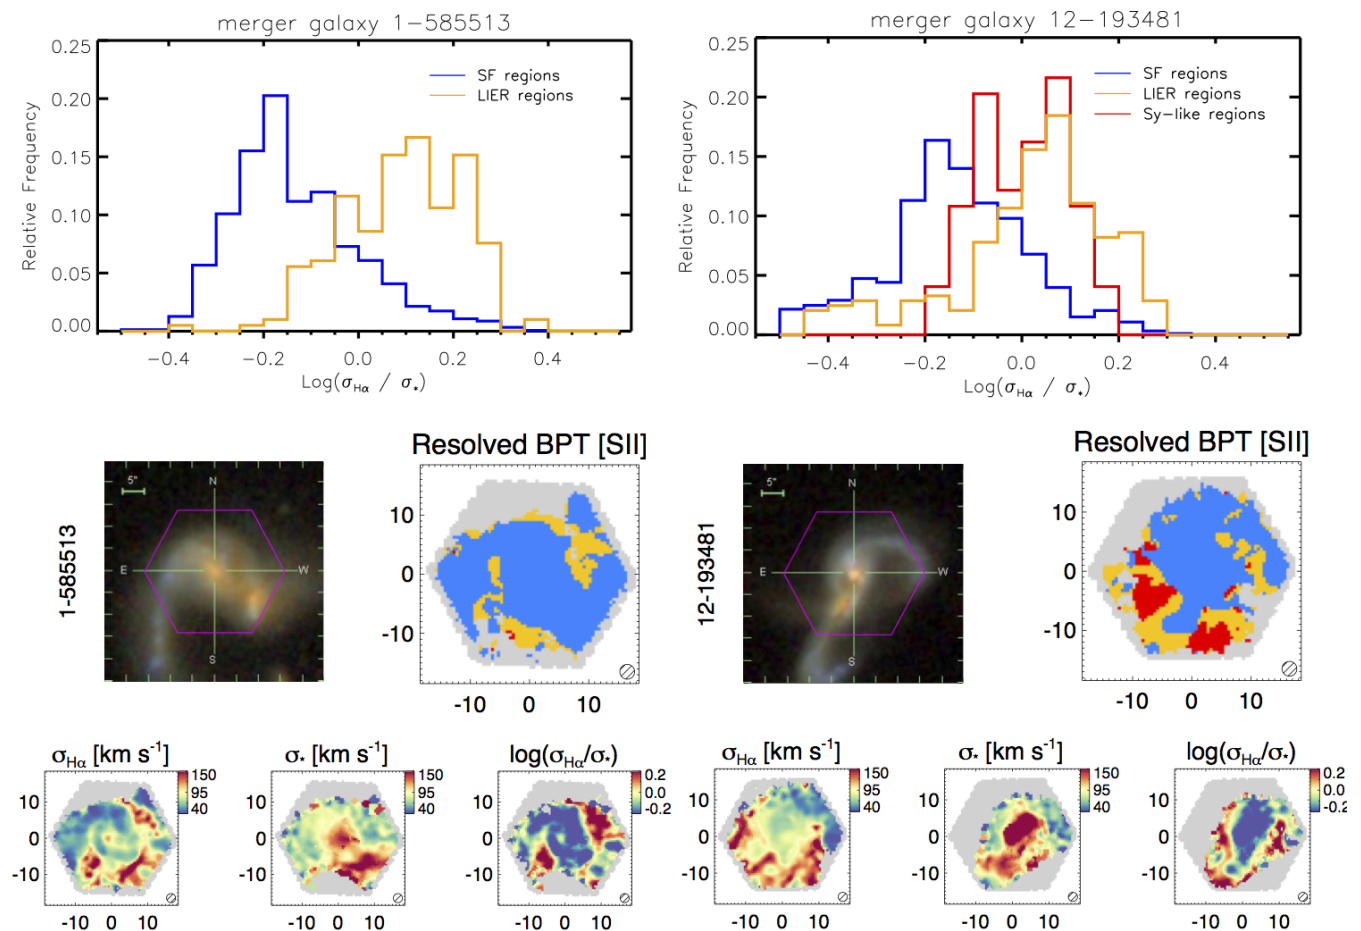 merger galaxy 1-585513
0.25
0.20
0.15
0.10
0.05
0.00
Relative Frequency
SF regions
LIER regions
-0.4 -0.2 0.0 0.2 0.4
Log(σHα / σ*)
merger galaxy 12-193481
0.25
0.20
0.15
0.10
0.05
0.00
Relative Frequency
SF regions
LIER regions
Sy-like regions
-0.4 -0.2 0.0 0.2 0.4
Log(σHα / σ*)
1-585513
5"
N
E
W
S
Resolved BPT [SII]
10
0
-10
-10 0 10
12-193481
5"
N
E
W
S
Resolved BPT [SII]
10
0
-10
-10 0 10
σHα [km s-1]
150
95
40
10
0
-10
-10 0 10
σ* [km s-1]
150
95
40
10
0
-10
-10 0 10
log(σHα/σ*)
0.2
0.0
-0.2
10
0
-10
-10 0 10
σHα [km s-1]
150
95
40
10
0
-10
-10 0 10
σ* [km s-1]
150
95
40
10
0
-10
-10 0 10
log(σHα/σ*)
0.2
0.0
-0.2
10
0
-10
-10 0 10